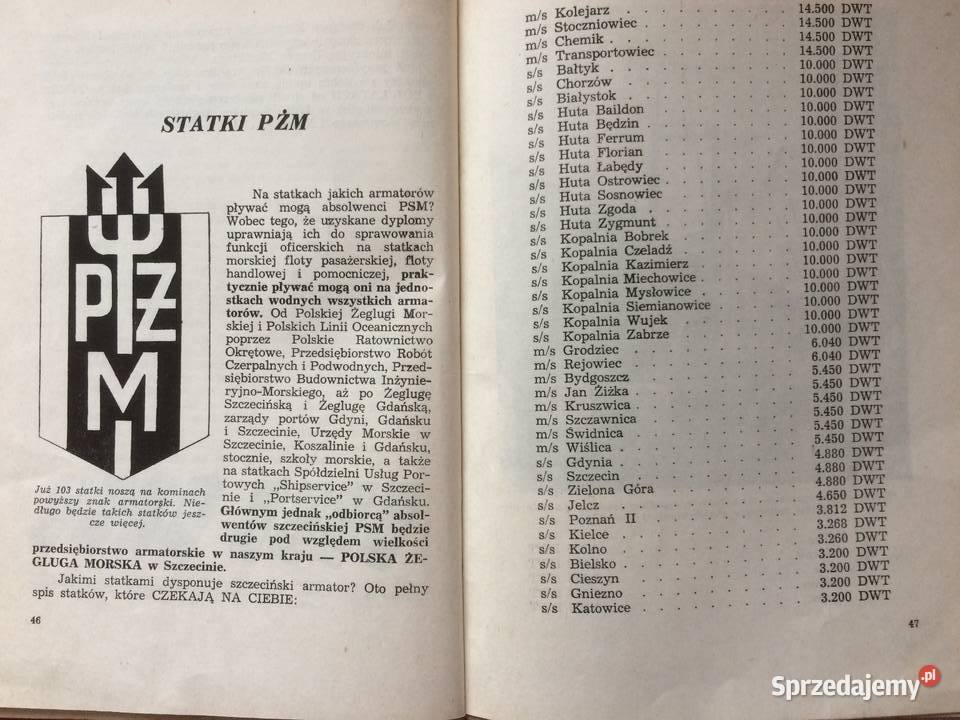 STATKI PŻM
PŻM
Na statkach jakich armatorów
pływać mogą absolwenci PSM?
Wobec tego, że uzyskane dyplomy
uprawniają ich do sprawowania
funkcji oficerskich na statkach
morskiej floty pasażerskiej, floty
handlowej i pomocniczej, prak-
tycznie pływać mogą oni na jedno-
stkach wodnych wszystkich arma-
torów. Od Polskiej Żeglugi Mor-
skiej i Polskich Linii Oceanicznych
poprzez Polskie Ratownictwo
Okrętowe, Przedsiębiorstwo Robót
Czerpalnych i Podwodnych, Przed-
siębiorstwo Budownictwa Inżynie-
ryjno-Morskiego, aż po Żeglugę
Szczecińską i Żeglugę Gdańską,
zarządy portów Gdyni, Gdańsku
i Szczecinie, Urzędy Morskie w
Szczecinie, Koszalinie i Gdańsku,
stocznie, szkoły morskie, a także
na statkach Spółdzielni Usług Por-
towych „Shipservice" w Szczeci-
nie i „Portservice" w Gdańsku.
Głównym jednak „odbiorcą" absol-
wentów szczecińskiej PSM będzie
drugie pod względem wielkości
przedsiębiorstwo armatorskie w naszym kraju — POLSKA ŻE-
GLUGA MORSKA w Szczecinie.
Jakimi statkami dysponuje szczeciński armator? Oto pełny
spis statków, które CZEKAJĄ NA CIEBIE:
Już 103 statki noszą na kominach
powyższy znak armatorski. Nie-
długo będzie takich statków jesz-
cze więcej.
46
m/s Kolejarz . . . . . . . . 14.500 DWT
m/s Stoczniowiec . . . . . . . . 14.500 DWT
m/s Chemik . . . . . . . . 14.500 DWT
m/s Transportowiec . . . . . . . . 14.500 DWT
s/s Bałtyk . . . . . . . . 10.000 DWT
s/s Chorzów . . . . . . . . 10.000 DWT
s/s Białystok . . . . . . . . 10.000 DWT
s/s Huta Baildon . . . . . . . . 10.000 DWT
s/s Huta Będzin . . . . . . . . 10.000 DWT
s/s Huta Ferrum . . . . . . . . 10.000 DWT
s/s Huta Florian . . . . . . . . 10.000 DWT
s/s Huta Łabędy . . . . . . . . 10.000 DWT
s/s Huta Ostrowiec . . . . . . . . 10.000 DWT
s/s Huta Sosnowiec . . . . . . . . 10.000 DWT
s/s Huta Zgoda . . . . . . . . 10.000 DWT
s/s Huta Zygmunt . . . . . . . . 10.000 DWT
s/s Kopalnia Bobrek . . . . . . . . 10.000 DWT
s/s Kopalnia Czeladź . . . . . . . . 10.000 DWT
s/s Kopalnia Kazimierz . . . . . . . . 10.000 DWT
s/s Kopalnia Miechowice . . . . . . . . 10.000 DWT
s/s Kopalnia Mysłowice . . . . . . . . 10.000 DWT
s/s Kopalnia Siemianowice . . . . . . . . 10.000 DWT
s/s Kopalnia Wujek . . . . . . . . 10.000 DWT
s/s Kopalnia Zabrze . . . . . . . . 10.000 DWT
m/s Grodziec . . . . . . . . 6.040 DWT
m/s Rejowiec . . . . . . . . 6.040 DWT
m/s Bydgoszcz . . . . . . . . 5.450 DWT
m/s Jan Żiżka . . . . . . . . 5.450 DWT
m/s Kruszwica . . . . . . . . 5.450 DWT
m/s Szczawnica . . . . . . . . 5.450 DWT
m/s Świdnica . . . . . . . . 5.450 DWT
m/s Wiślica . . . . . . . . 5.450 DWT
s/s Gdynia . . . . . . . . 4.880 DWT
s/s Szczecin . . . . . . . . 4.880 DWT
s/s Zielona Góra . . . . . . . . 4.880 DWT
s/s Jelcz . . . . . . . . 4.650 DWT
s/s Poznań II . . . . . . . . 3.812 DWT
s/s Kielce . . . . . . . . 3.268 DWT
s/s Kolno . . . . . . . . 3.260 DWT
s/s Bielsko . . . . . . . . 3.200 DWT
s/s Cieszyn . . . . . . . . 3.200 DWT
s/s Gniezno . . . . . . . . 3.200 DWT
s/s Katowice . . . . . . . . 3.200 DWT
47
Sprzedajemy.pl